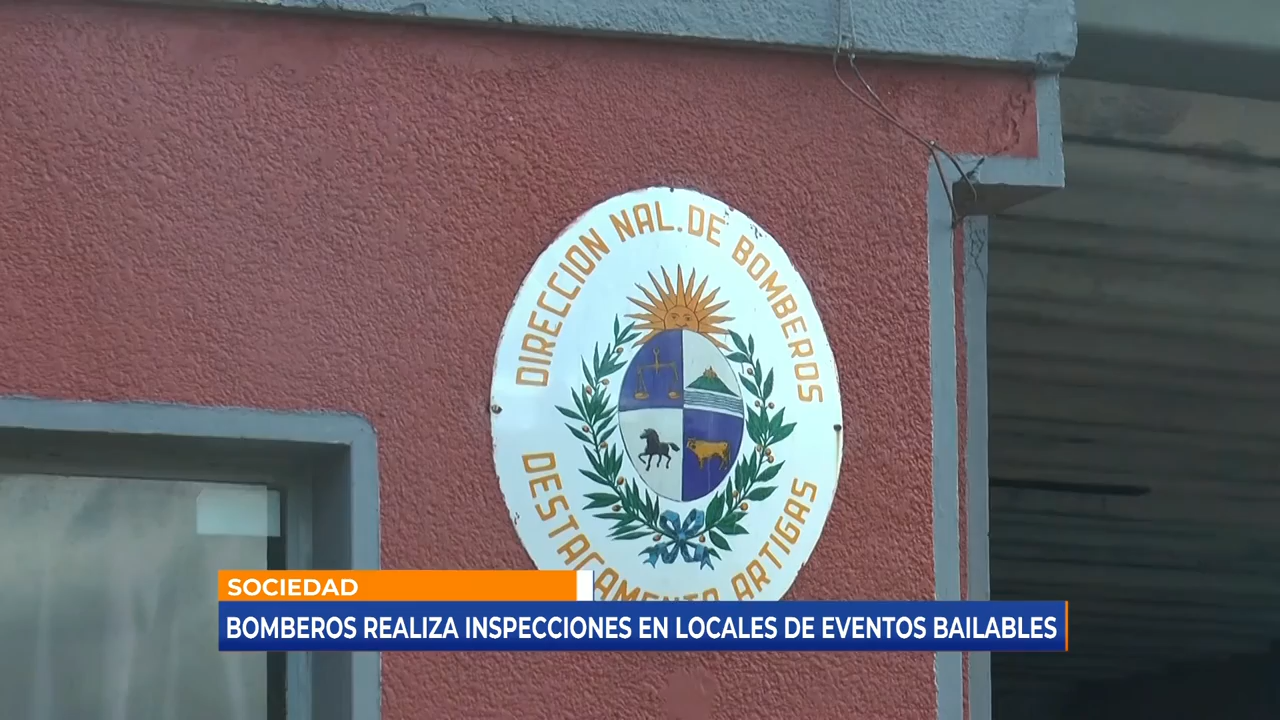 DIRECCION NAL. DE BOMBEROS
DESTACAMENTO ARTIGAS
SOCIEDAD
BOMBEROS REALIZA INSPECCIONES EN LOCALES DE EVENTOS BAILABLES